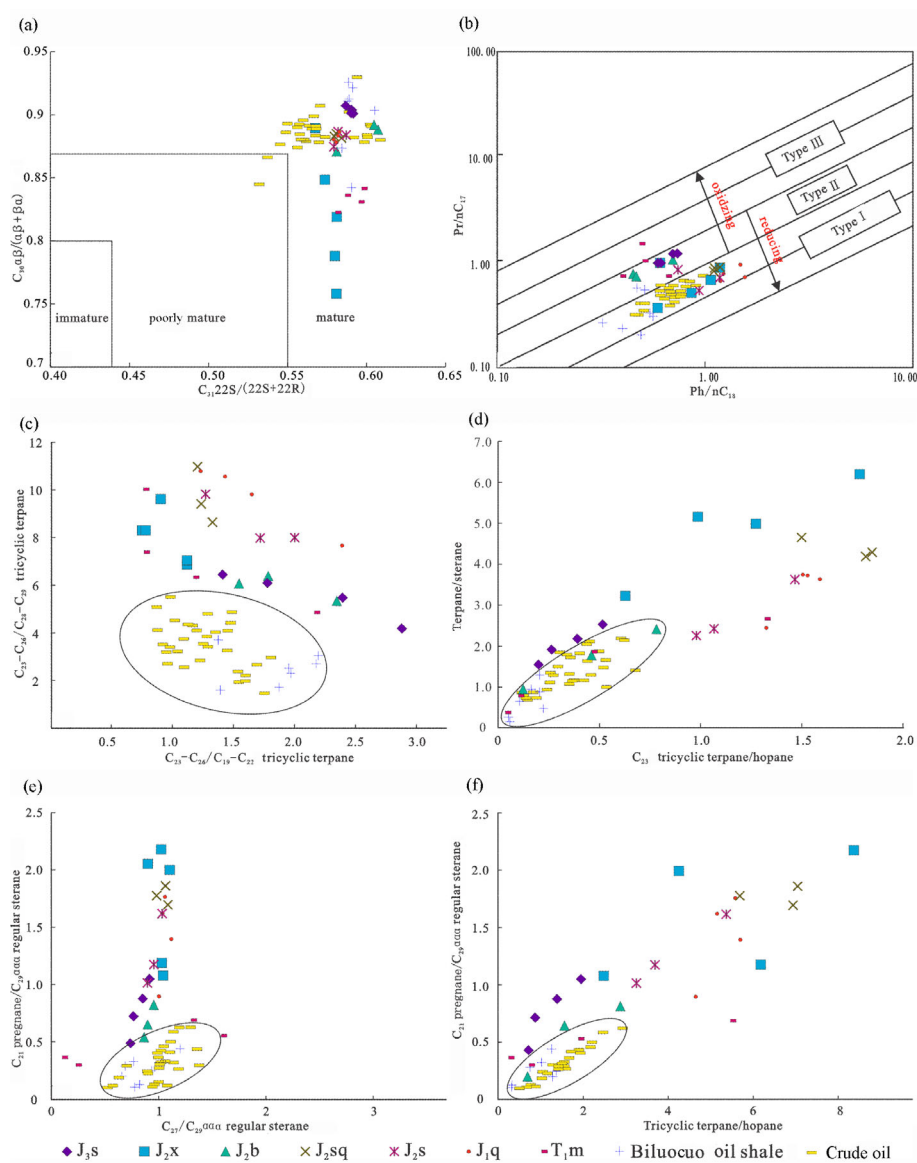 (a)
0.95
0.9
0.85
0.8
0.75
0.7
C₃₀αβ/(αβ + βα)
immature
poorly mature
mature
0.40
0.45
0.50
0.55
0.60
C₃₁22S/(22S+22R)
(b)
100.00
10.00
1.00
0.10
Pr/nC₁₇
Type III
Type II
Type I
oxidzing
reducing
0.10
1.00
10.00
Ph/nC₁₈
(c)
12
10
8
6
4
2
C₂₃-C₂₆/C₂₈-C₂₉ tricyclic terpane
0.5
1.0
1.5
2.0
2.5
3.0
C₂₃-C₂₆/C₁₉-C₂₂ tricyclic terpane
(d)
7.0
6.0
5.0
4.0
3.0
2.0
1.0
0
Terpane/sterane
0
0.5
1.0
1.5
2.0
C₂₃ tricyclic terpane/hopane
(e)
2.5
2.0
1.5
1.0
0.5
0
C₂₁ pregnane/C₂₉ααα regular sterane
0
1
2
3
C₂₇/C₂₉ααα regular sterane
(f)
2.5
2.0
1.5
1.0
0.5
0
C₂₁ pregnane/C₂₉ααα regular sterane
0
2
4
6
8
Tricyclic terpane/hopane
J₃s J₂x J₂b J₂sq J₂s J₁q T₁m Biluocuo oil shale Crude oil